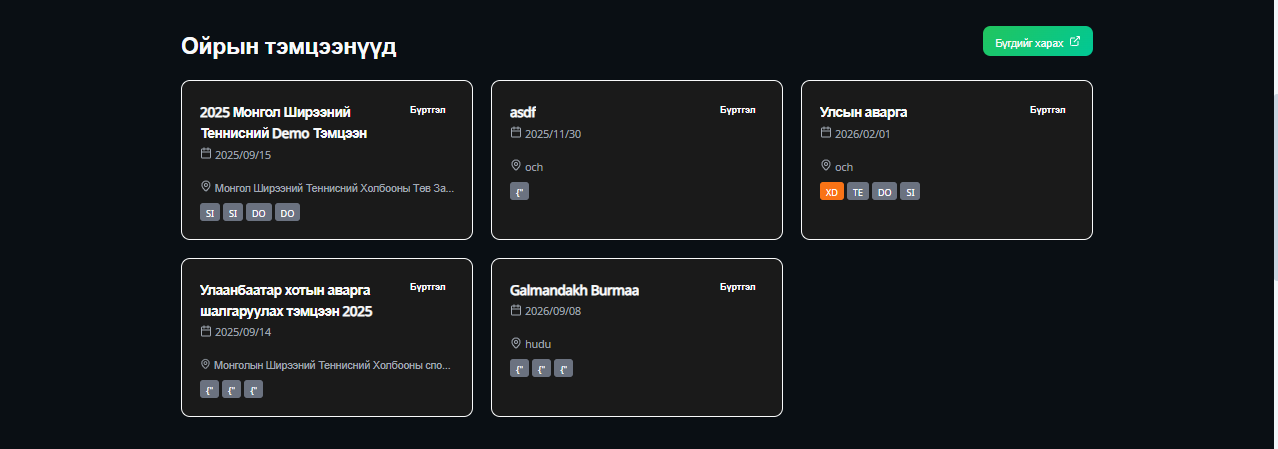 Ойрын тэмцээнүүд
Бүгдийг харах
2025 Монгол Ширээний
Теннисний Demo Тэмцээн
Бүртгэл
2025/09/15
Монгол Ширээний Теннисний Холбооны Төв За...
SI SI DO DO
asdf
Бүртгэл
2025/11/30
och
{"
Улсын аварга
Бүртгэл
2026/02/01
och
XD TE DO SI
Улаанбаатар хотын аварга
шалгаруулах тэмцээн 2025
Бүртгэл
2025/09/14
Монголын Ширээний Теннисний Холбооны спо...
{" {" {"
Galmandakh Burmaa
Бүртгэл
2026/09/08
hudu
{" {" {"